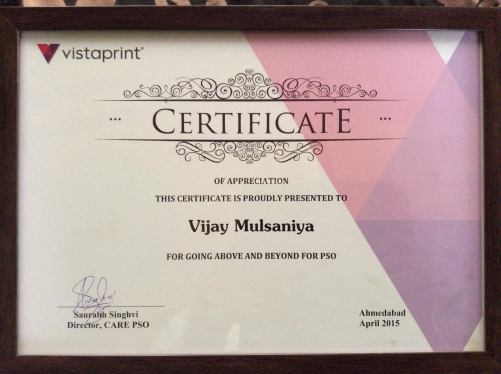 vistaprint®
CERTIFICATE
OF APPRECIATION
THIS CERTIFICATE IS PROUDLY PRESENTED TO
Vijay Mulsaniya
FOR GOING ABOVE AND BEYOND FOR PSO
Saurabh Singhvi
Director, CARE PSO
Ahmedabad
April 2015